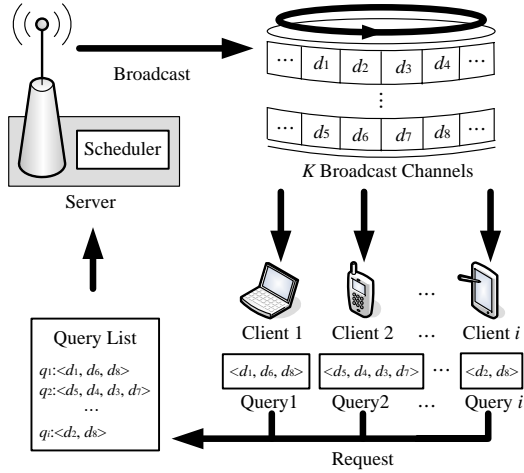 Broadcast
... d1 d2 d3 d4 ...
⋮
... d5 d6 d7 d8 ...
K Broadcast Channels
Scheduler
Server
Client 1 Client 2 ... Client i
Query List
q1:<d1, d6, d8>
q2:<d5, d4, d3, d7>
...
qi:<d2, d8>
<d1, d6, d8> <d5, d4, d3, d7> ... <d2, d8>
Query1 Query2 ... Query i
Request